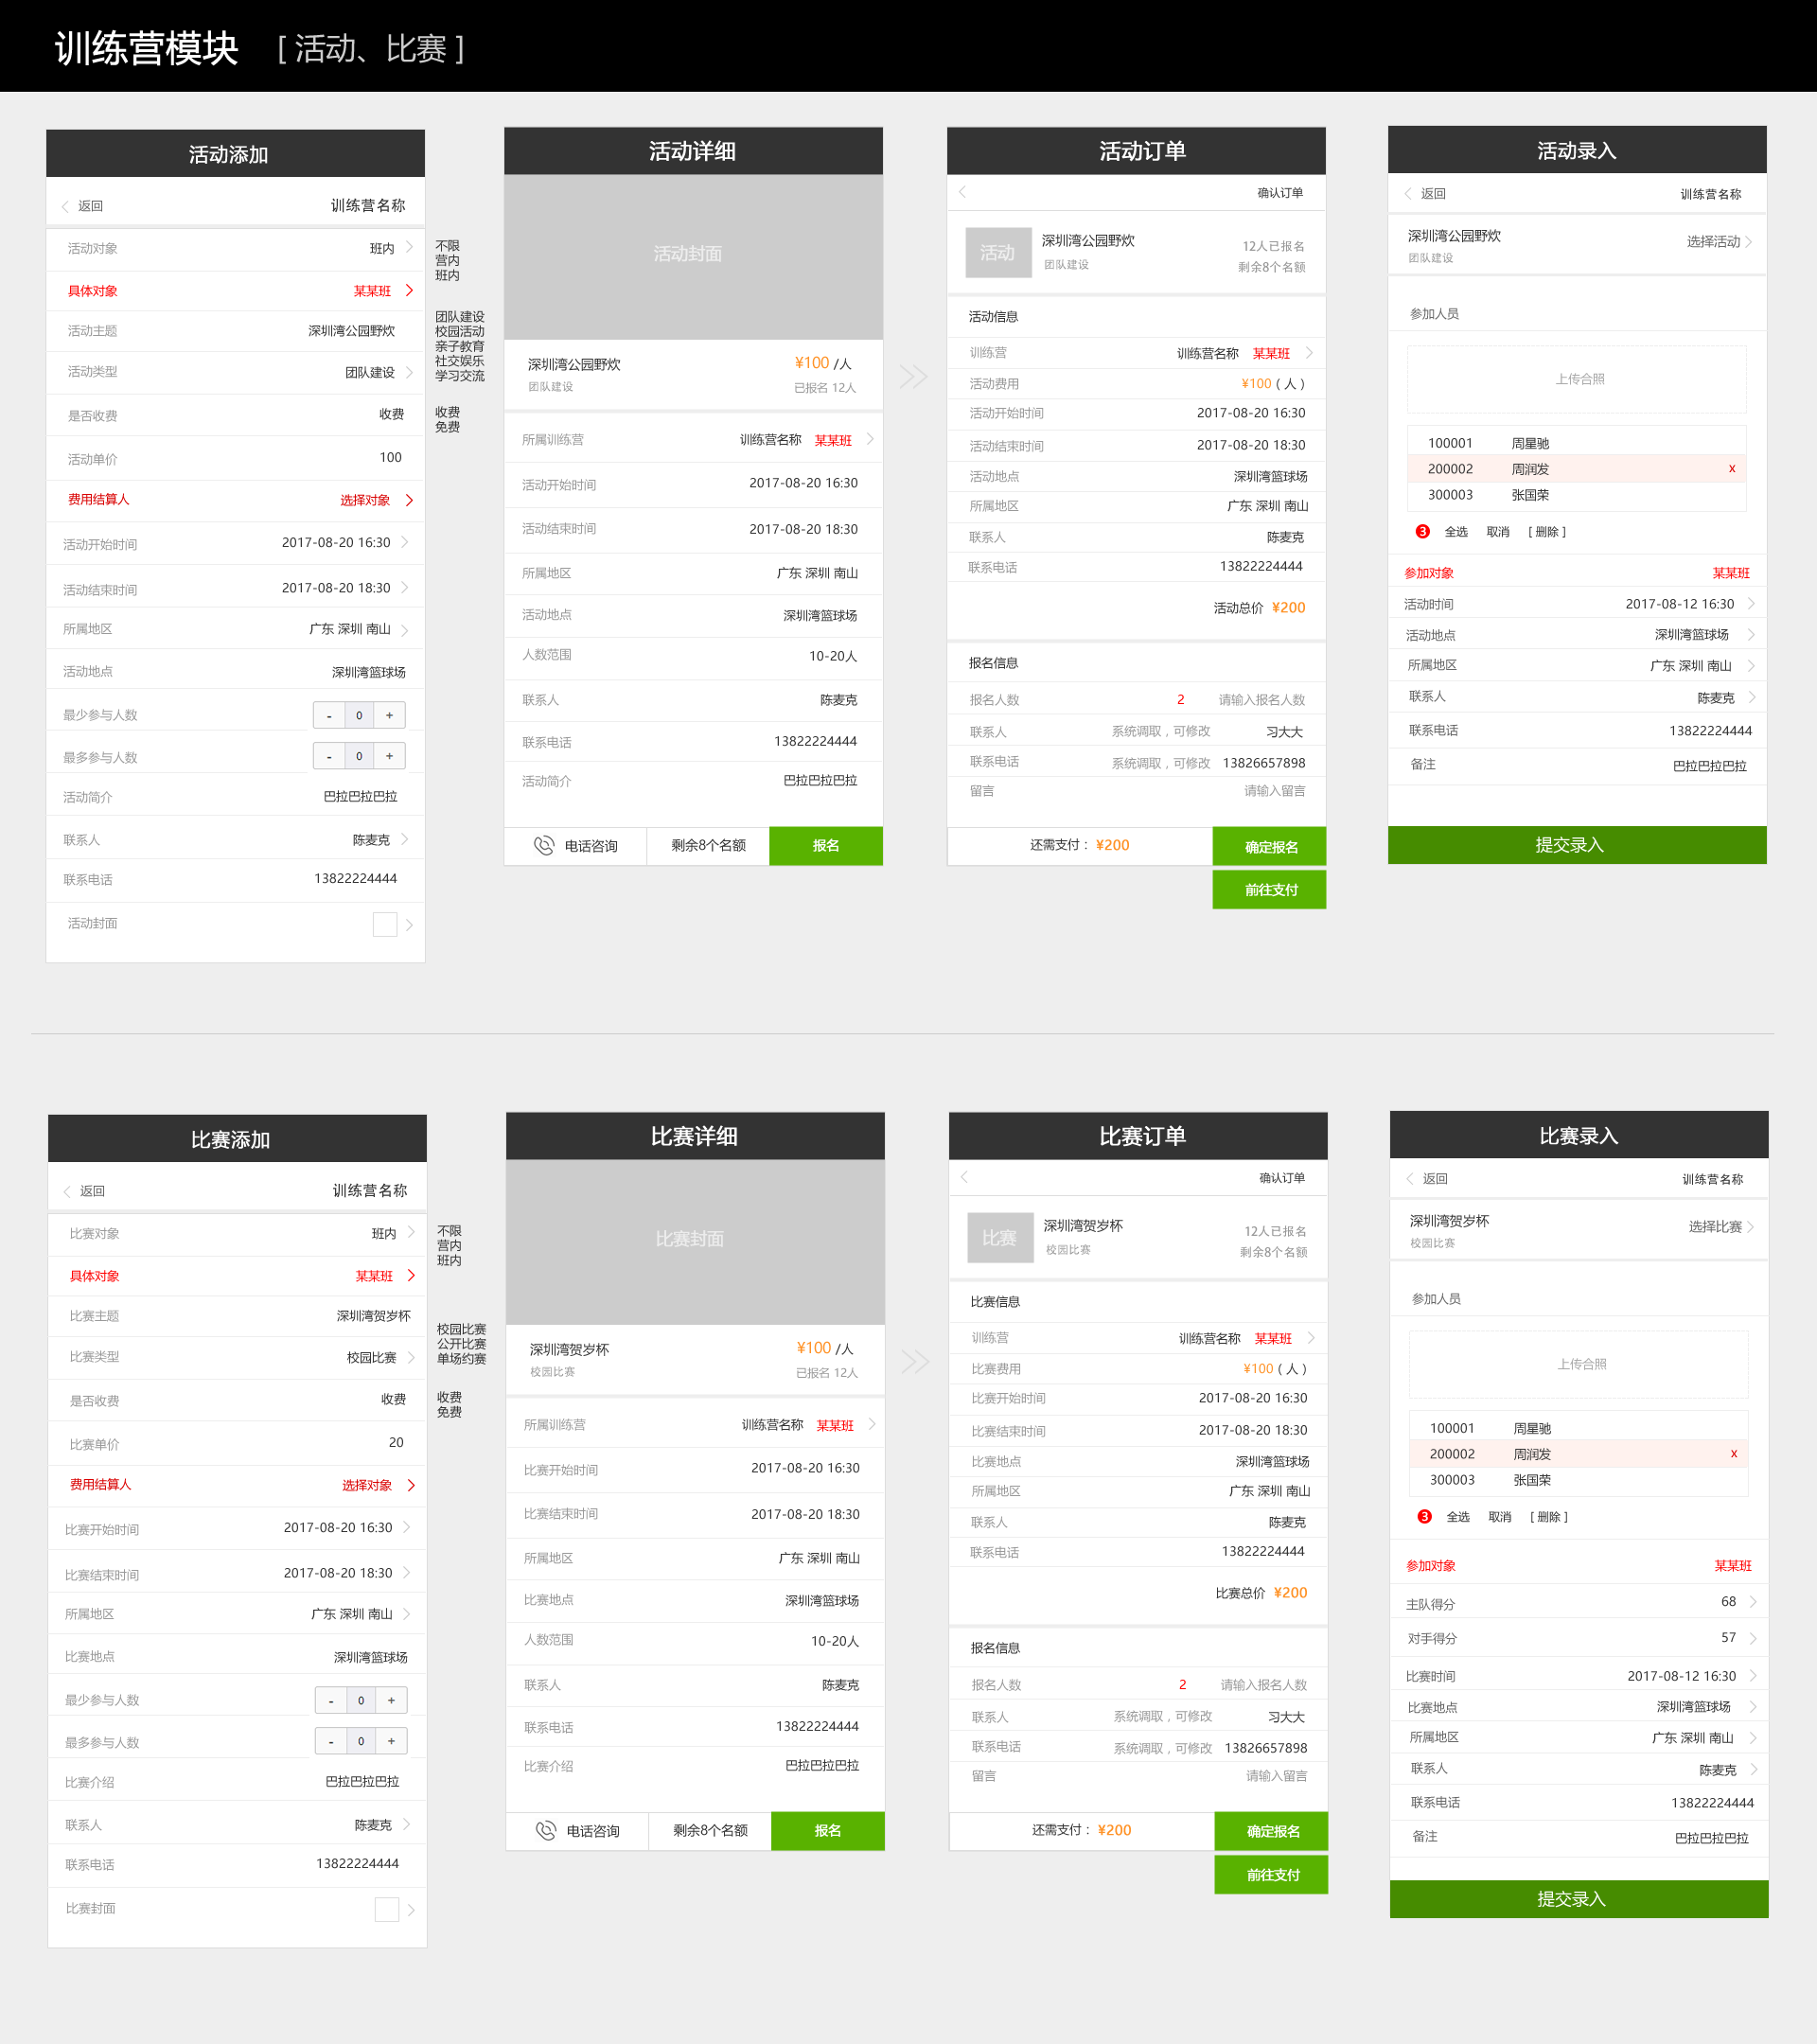 训练营模块 [ 活动、比赛 ]
活动添加
返回 训练营名称
活动对象 班内
具体对象 某某班
活动主题 深圳湾公园野炊
活动类型 团队建设
是否收费 收费
活动单价 100
费用结算人 选择对象
活动开始时间 2017-08-20 16:30
活动结束时间 2017-08-20 18:30
所属地区 广东 深圳 南山
活动地点 深圳湾篮球场
最少参与人数 - 0 +
最多参与人数 - 0 +
活动简介 巴拉巴拉巴拉
联系人 陈麦克
联系电话 13822224444
活动封面
不限
营内
班内
团队建设
校园活动
亲子教育
社交娱乐
学习交流
收费
免费
活动详细
活动封面
深圳湾公园野炊 ¥100 /人
团队建设 已报名 12人
所属训练营 训练营名称 某某班
活动开始时间 2017-08-20 16:30
活动结束时间 2017-08-20 18:30
所属地区 广东 深圳 南山
活动地点 深圳湾篮球场
人数范围 10-20人
联系人 陈麦克
联系电话 13822224444
活动简介 巴拉巴拉巴拉
电话咨询 剩余8个名额 报名
活动订单
确认订单
活动 深圳湾公园野炊 12人已报名
团队建设 剩余8个名额
活动信息
训练营 训练营名称 某某班
活动费用 ¥100 ( 人 )
活动开始时间 2017-08-20 16:30
活动结束时间 2017-08-20 18:30
活动地点 深圳湾篮球场
所属地区 广东 深圳 南山
联系人 陈麦克
联系电话 13822224444
活动总价 ¥200
报名信息
报名人数 2 请输入报名人数
联系人 系统调取，可修改 习大大
联系电话 系统调取，可修改 13826657898
留言 请输入留言
还需支付： ¥200 确定报名
前往支付
活动录入
返回 训练营名称
深圳湾公园野炊 选择活动
团队建设
参加人员
上传合照
100001 周星驰
200002 周润发 x
300003 张国荣
3 全选 取消 [ 删除 ]
参加对象 某某班
活动时间 2017-08-12 16:30
活动地点 深圳湾篮球场
所属地区 广东 深圳 南山
联系人 陈麦克
联系电话 13822224444
备注 巴拉巴拉巴拉
提交录入
比赛添加
返回 训练营名称
比赛对象 班内
具体对象 某某班
比赛主题 深圳湾贺岁杯
比赛类型 校园比赛
是否收费 收费
比赛单价 20
费用结算人 选择对象
比赛开始时间 2017-08-20 16:30
比赛结束时间 2017-08-20 18:30
所属地区 广东 深圳 南山
比赛地点 深圳湾篮球场
最少参与人数 - 0 +
最多参与人数 - 0 +
比赛介绍 巴拉巴拉巴拉
联系人 陈麦克
联系电话 13822224444
比赛封面
不限
营内
班内
校园比赛
公开比赛
单场约赛
收费
免费
比赛详细
比赛封面
深圳湾贺岁杯 ¥100 /人
校园比赛 已报名 12人
所属训练营 训练营名称 某某班
比赛开始时间 2017-08-20 16:30
比赛结束时间 2017-08-20 18:30
所属地区 广东 深圳 南山
比赛地点 深圳湾篮球场
人数范围 10-20人
联系人 陈麦克
联系电话 13822224444
比赛介绍 巴拉巴拉巴拉
电话咨询 剩余8个名额 报名
比赛订单
确认订单
比赛 深圳湾贺岁杯 12人已报名
校园比赛 剩余8个名额
比赛信息
训练营 训练营名称 某某班
比赛费用 ¥100 ( 人 )
比赛开始时间 2017-08-20 16:30
比赛结束时间 2017-08-20 18:30
比赛地点 深圳湾篮球场
所属地区 广东 深圳 南山
联系人 陈麦克
联系电话 13822224444
比赛总价 ¥200
报名信息
报名人数 2 请输入报名人数
联系人 系统调取，可修改 习大大
联系电话 系统调取，可修改 13826657898
留言 请输入留言
还需支付： ¥200 确定报名
前往支付
比赛录入
返回 训练营名称
深圳湾贺岁杯 选择比赛
校园比赛
参加人员
上传合照
100001 周星驰
200002 周润发 x
300003 张国荣
3 全选 取消 [ 删除 ]
参加对象 某某班
主队得分 68
对手得分 57
比赛时间 2017-08-12 16:30
比赛地点 深圳湾篮球场
所属地区 广东 深圳 南山
联系人 陈麦克
联系电话 13822224444
备注 巴拉巴拉巴拉
提交录入